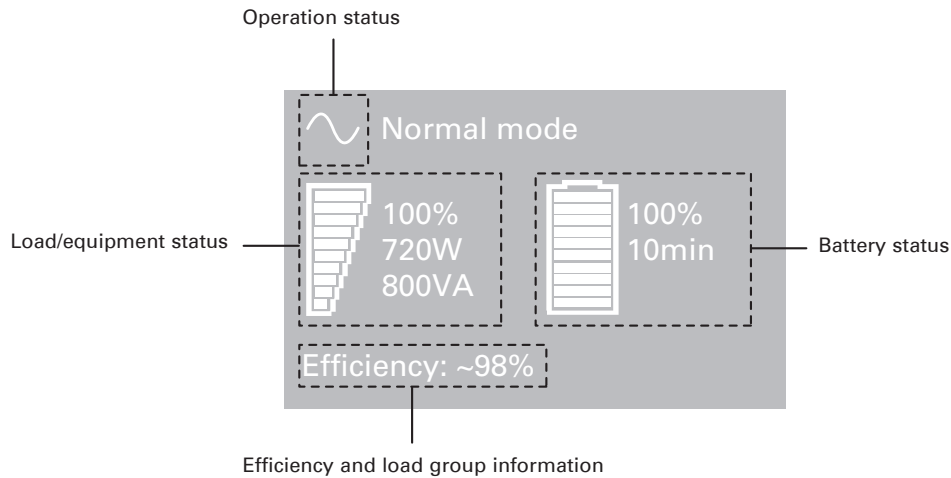 Operation status
Normal mode
Load/equipment status
100%
720W
800VA
100%
10min
Battery status
Efficiency: ~98%
Efficiency and load group information